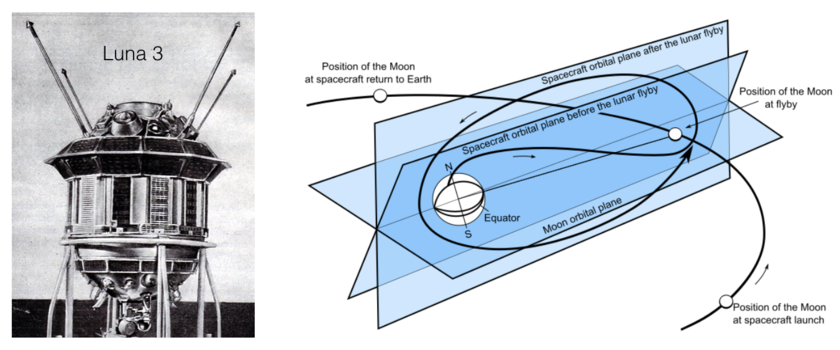 Luna 3
Position of the Moon
at spacecraft return to Earth
Spacecraft orbital plane after the lunar flyby
Spacecraft orbital plane before the lunar flyby
Position of the Moon
at flyby
N
Equator
S
Moon orbital plane
Position of the Moon
at spacecraft launch